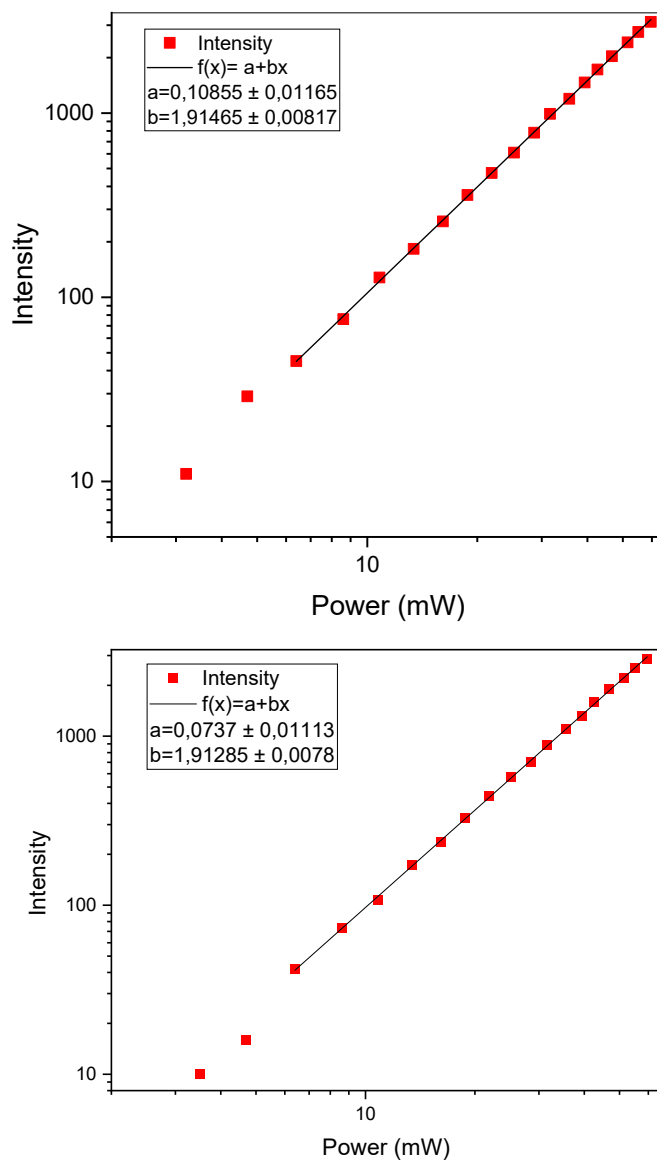 Intensity
f(x)= a+bx
a=0,10855 ± 0,01165
b=1,91465 ± 0,00817
1000
100
10
Intensity
10
Power (mW)
Intensity
f(x)=a+bx
a=0,0737 ± 0,01113
b=1,91285 ± 0,0078
1000
100
10
Intensity
10
Power (mW)